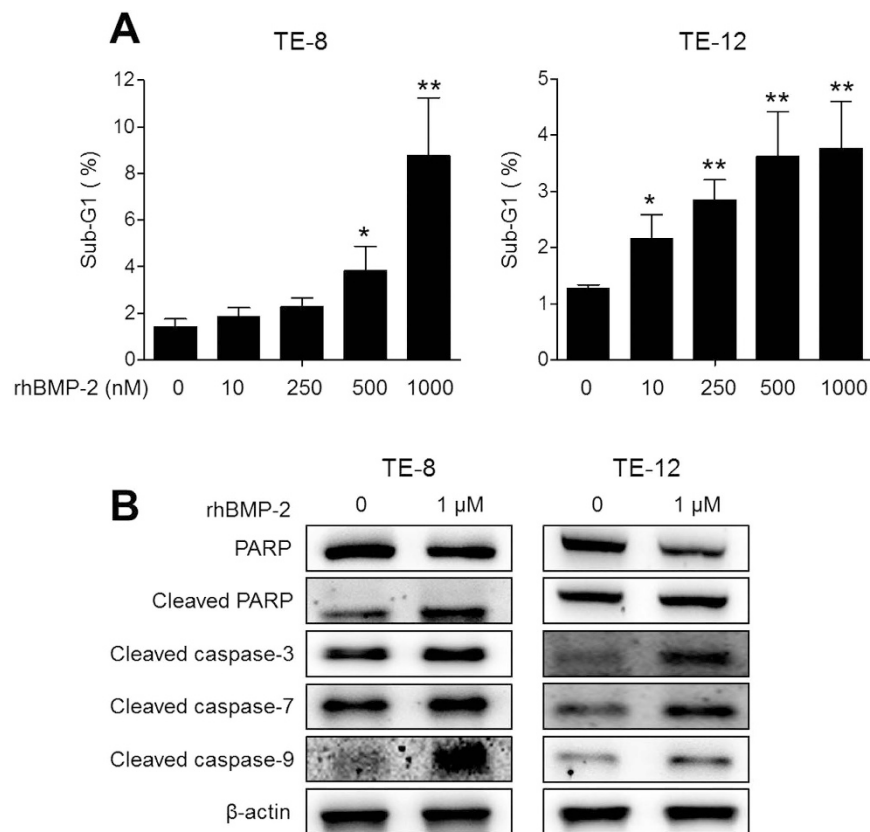 A
TE-8
TE-12
Sub-G1 ( %)
12
10
8
6
4
2
0
*
**
rhBMP-2 (nM) 0 10 250 500 1000
Sub-G1 ( %)
5
4
3
2
1
0
*
**
**
**
0 10 250 500 1000
B
TE-8
TE-12
rhBMP-2 0 1 µM 0 1 µM
PARP
Cleaved PARP
Cleaved caspase-3
Cleaved caspase-7
Cleaved caspase-9
β-actin